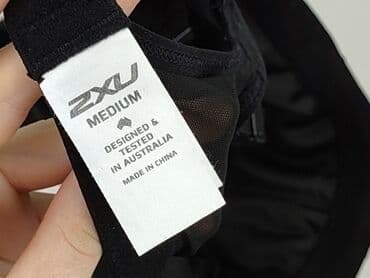 2XU
MEDIUM
DESIGNED &
TESTED
IN AUSTRALIA
MADE IN CHINA